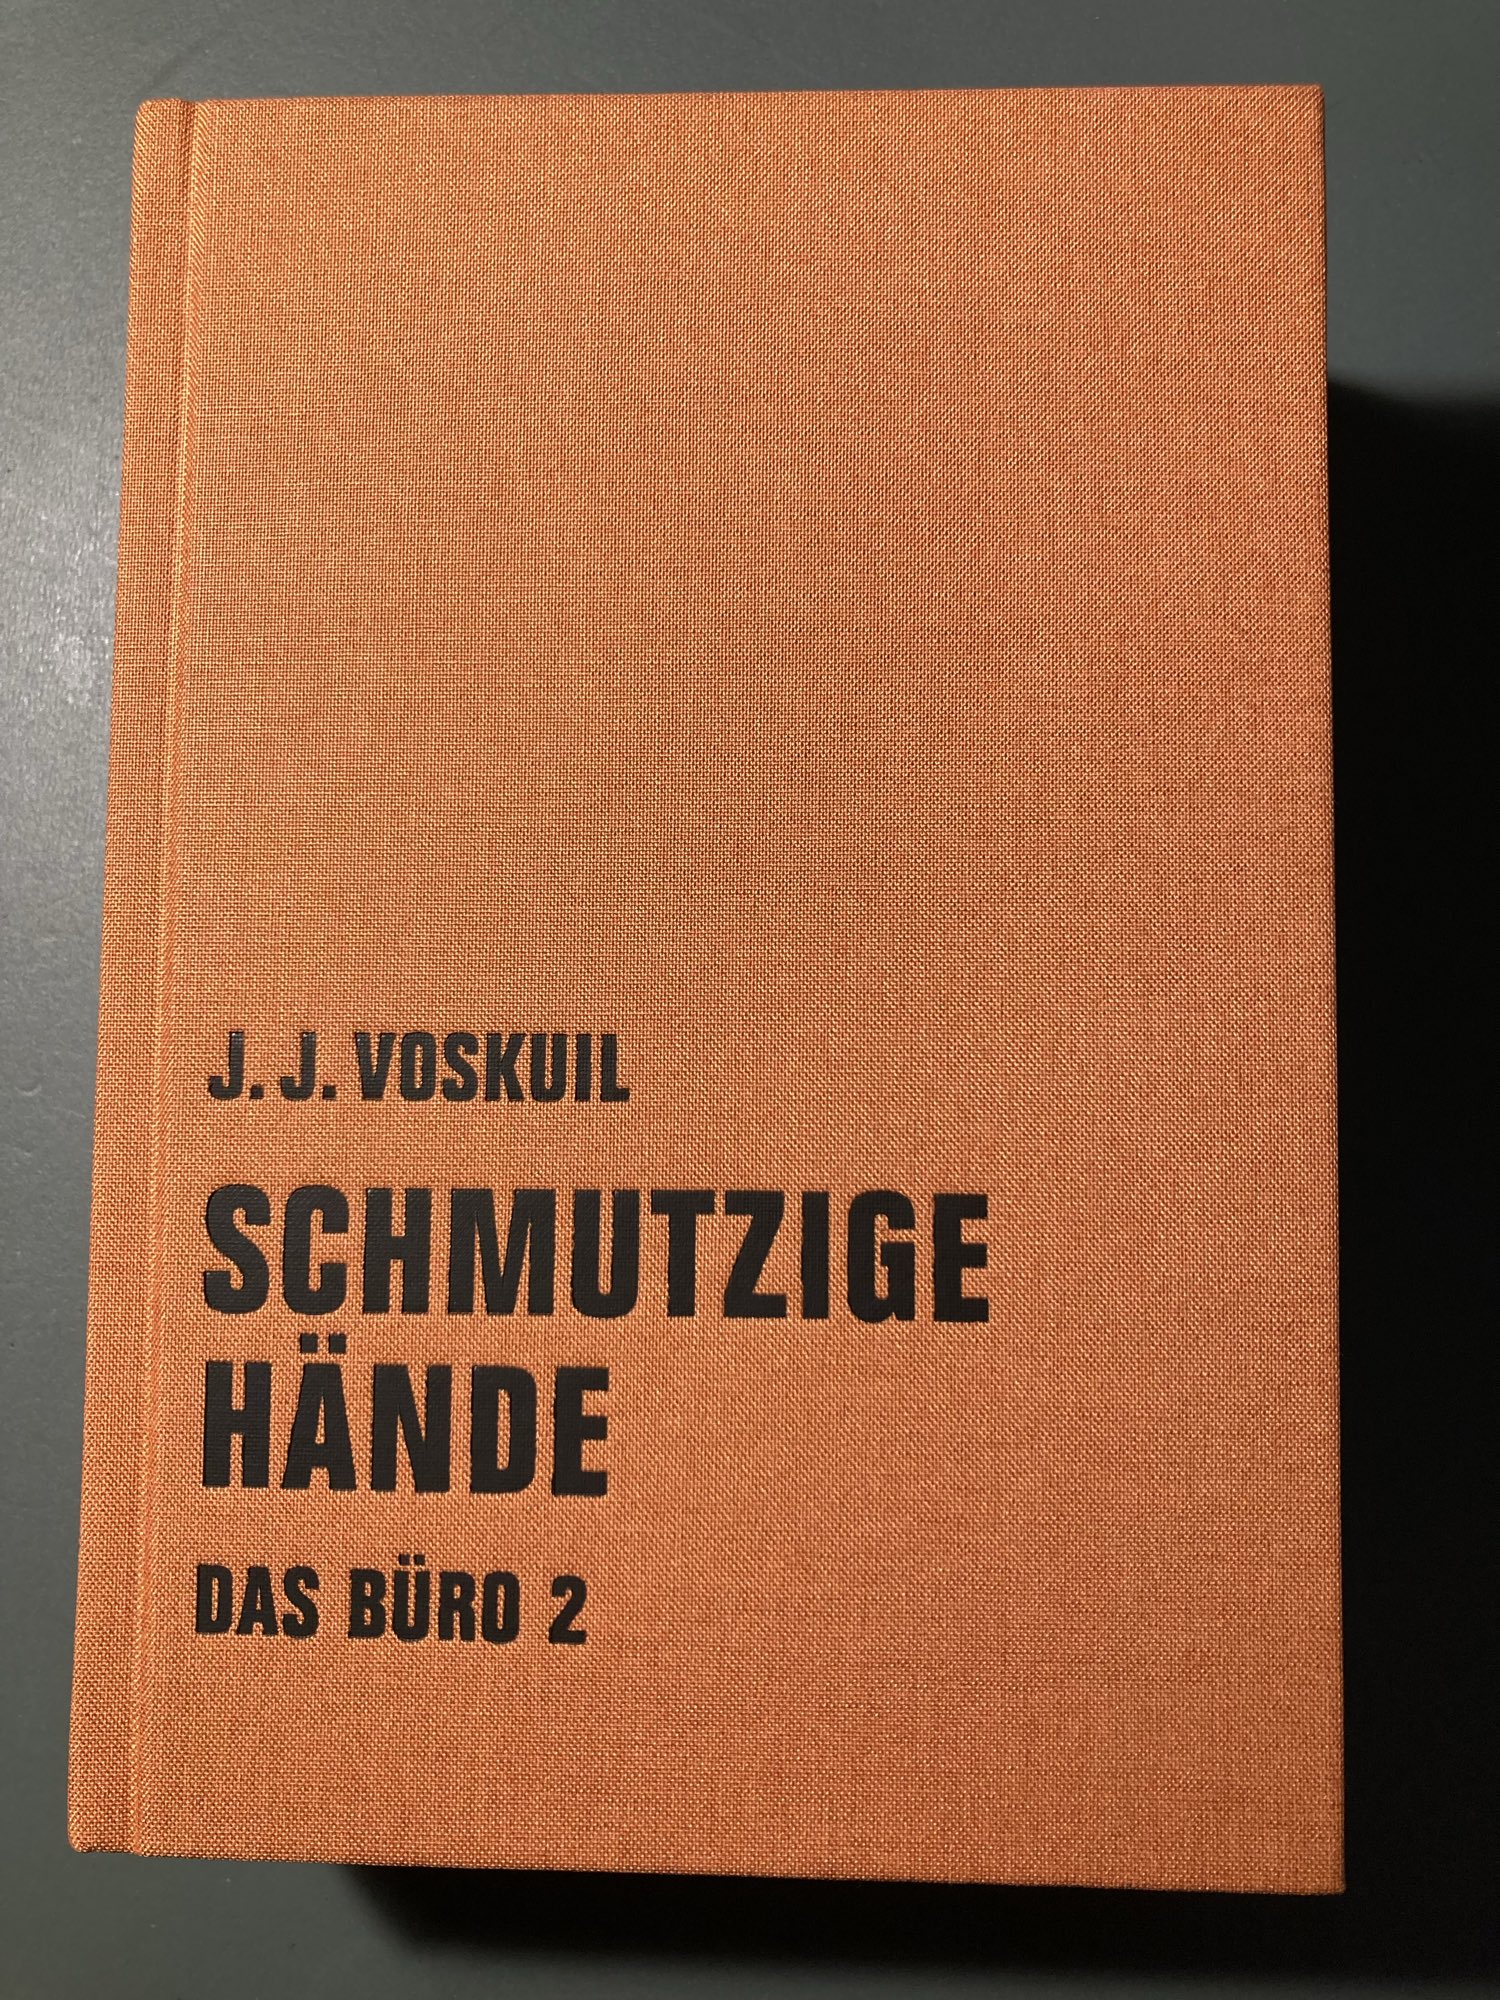 J. J. VOSKUIL
SCHMUTZIGE
HÄNDE
DAS BÜRO 2